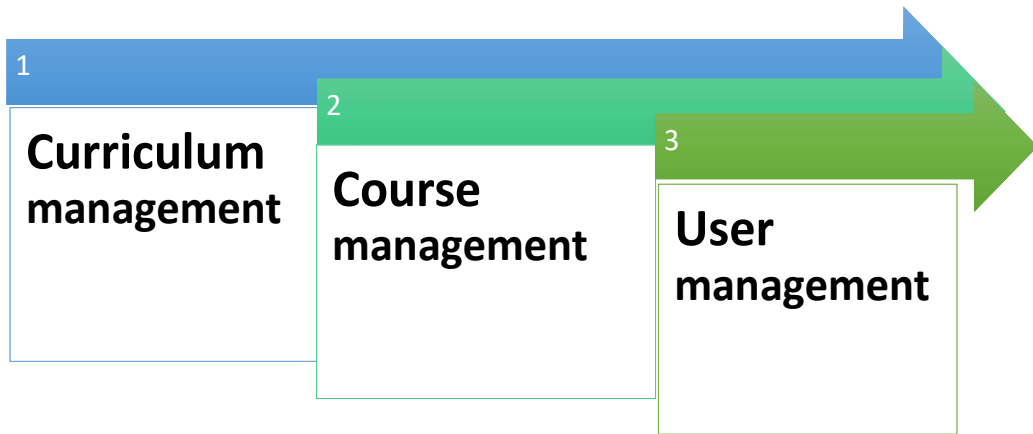 1
Curriculum
management
2
Course
management
3
User
management